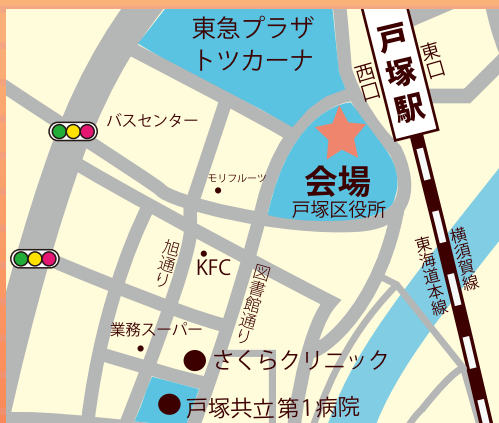 東急プラザ
トツカーナ
戸塚駅
東口
西口
バスセンター
モリフルーツ
会場
戸塚区役所
旭通り
KFC
図書館通り
東海道本線
横須賀線
業務スーパー
さくらクリニック
戸塚共立第1病院